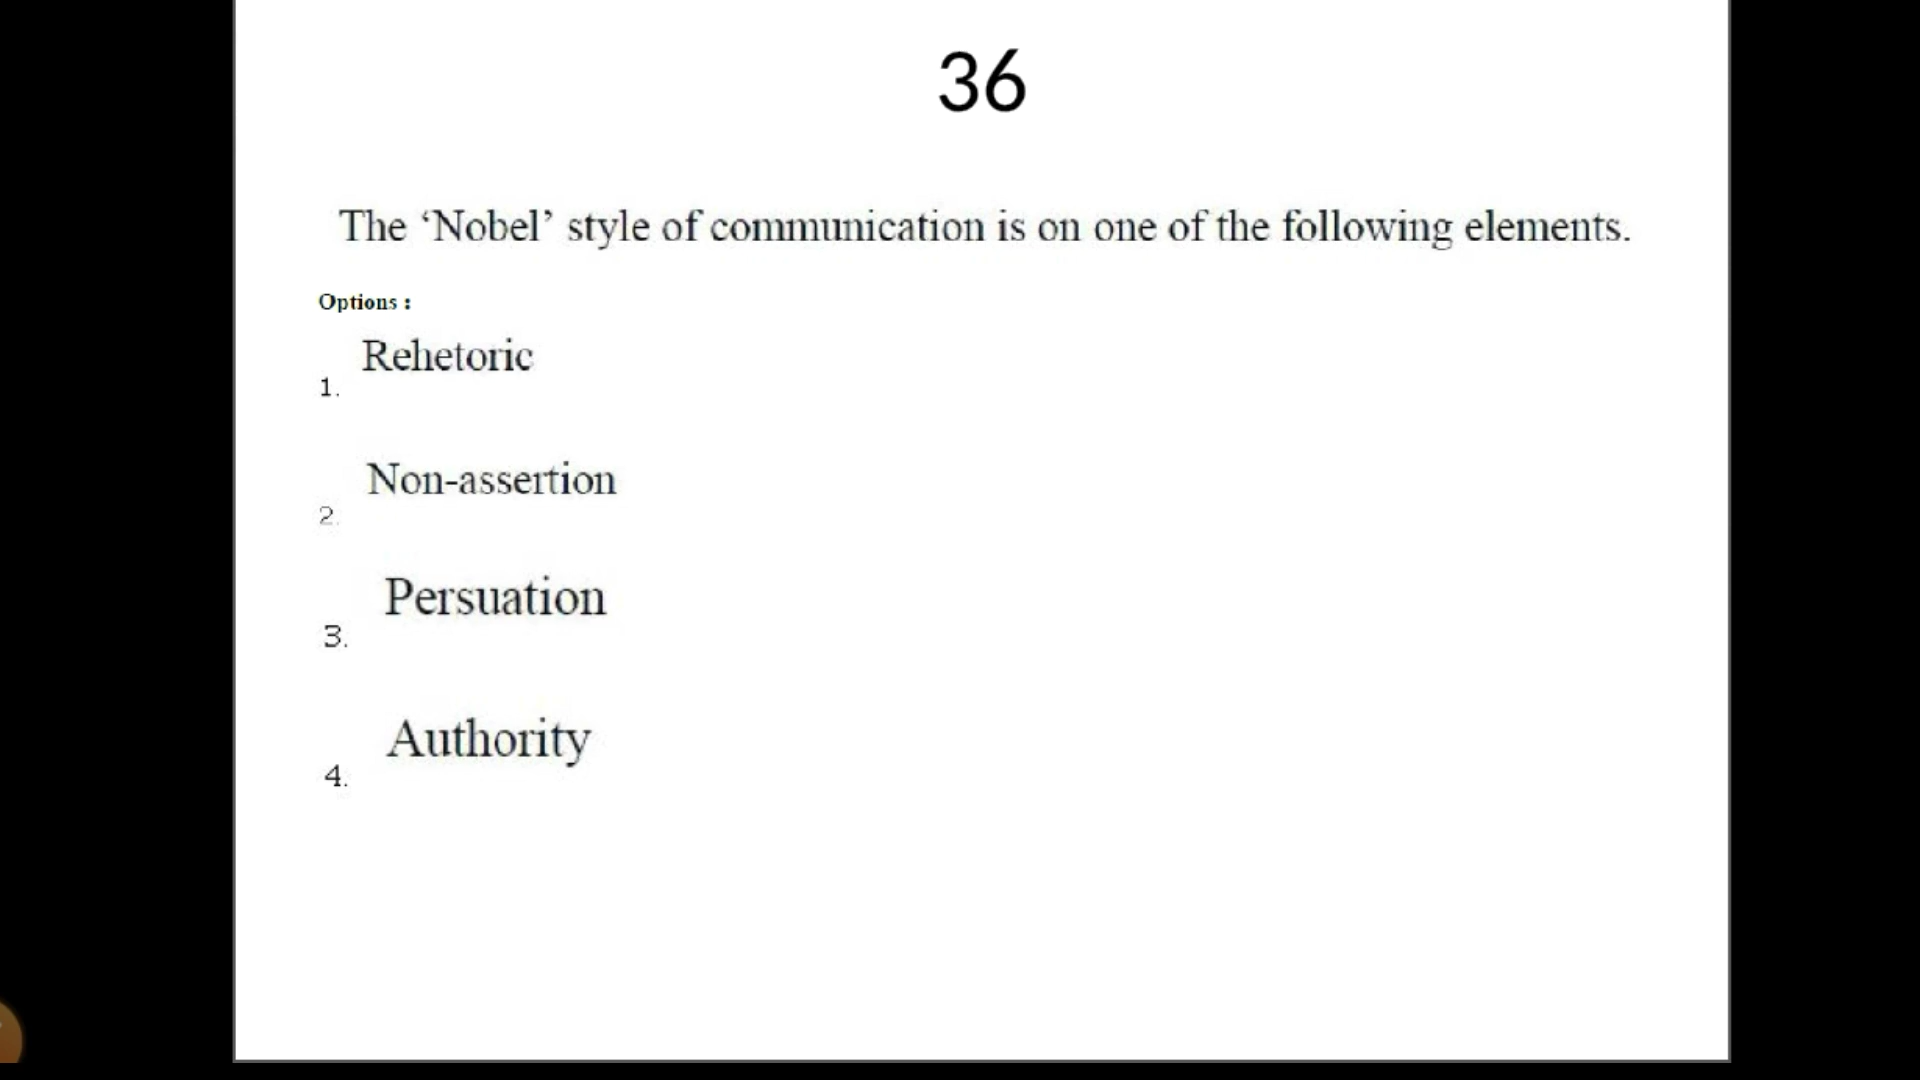 36
The ‘Nobel’ style of communication is on one of the following elements.
Options :
1. Rehetoric
2. Non-assertion
3. Persuation
4. Authority